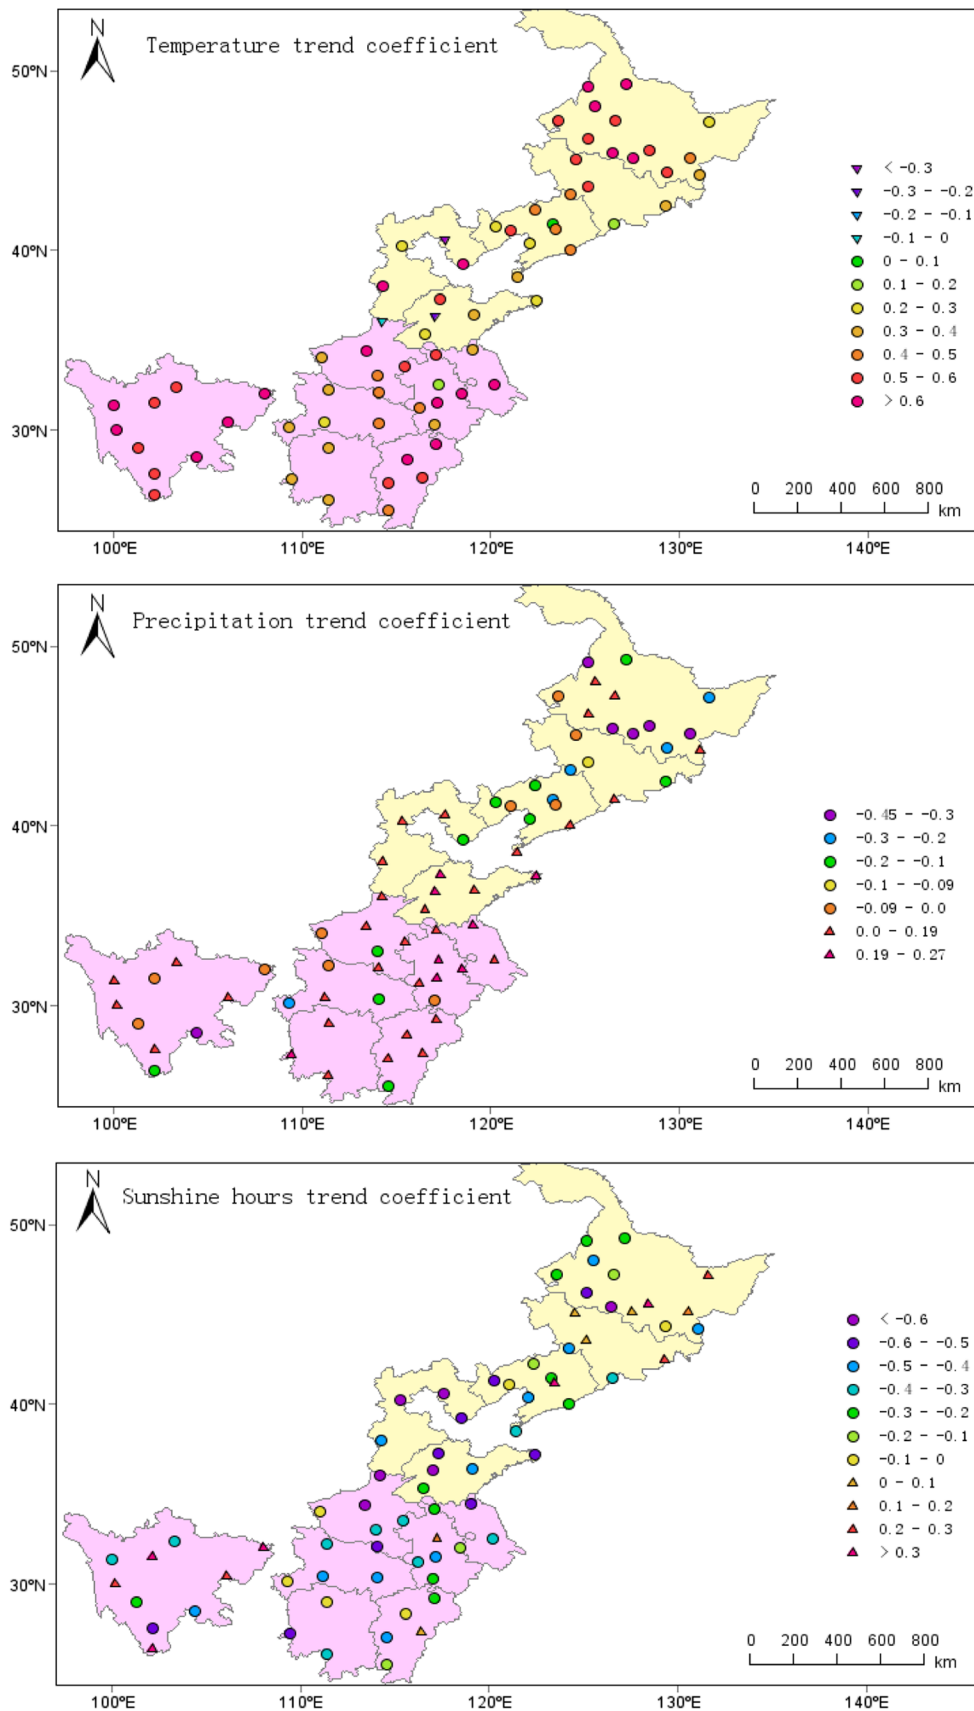 N
Temperature trend coefficient
50°N
40°N
30°N
< -0.3
-0.3 - -0.2
-0.2 - -0.1
-0.1 - 0
0 - 0.1
0.1 - 0.2
0.2 - 0.3
0.3 - 0.4
0.4 - 0.5
0.5 - 0.6
> 0.6
0 200 400 600 800
km
100°E 110°E 120°E 130°E 140°E
N
Precipitation trend coefficient
50°N
40°N
30°N
-0.45 - -0.3
-0.3 - -0.2
-0.2 - -0.1
-0.1 - -0.09
-0.09 - 0.0
0.0 - 0.19
0.19 - 0.27
0 200 400 600 800
km
100°E 110°E 120°E 130°E 140°E
N
Sunshine hours trend coefficient
50°N
40°N
30°N
< -0.6
-0.6 - -0.5
-0.5 - -0.4
-0.4 - -0.3
-0.3 - -0.2
-0.2 - -0.1
-0.1 - 0
0 - 0.1
0.1 - 0.2
0.2 - 0.3
> 0.3
0 200 400 600 800
km
100°E 110°E 120°E 130°E 140°E